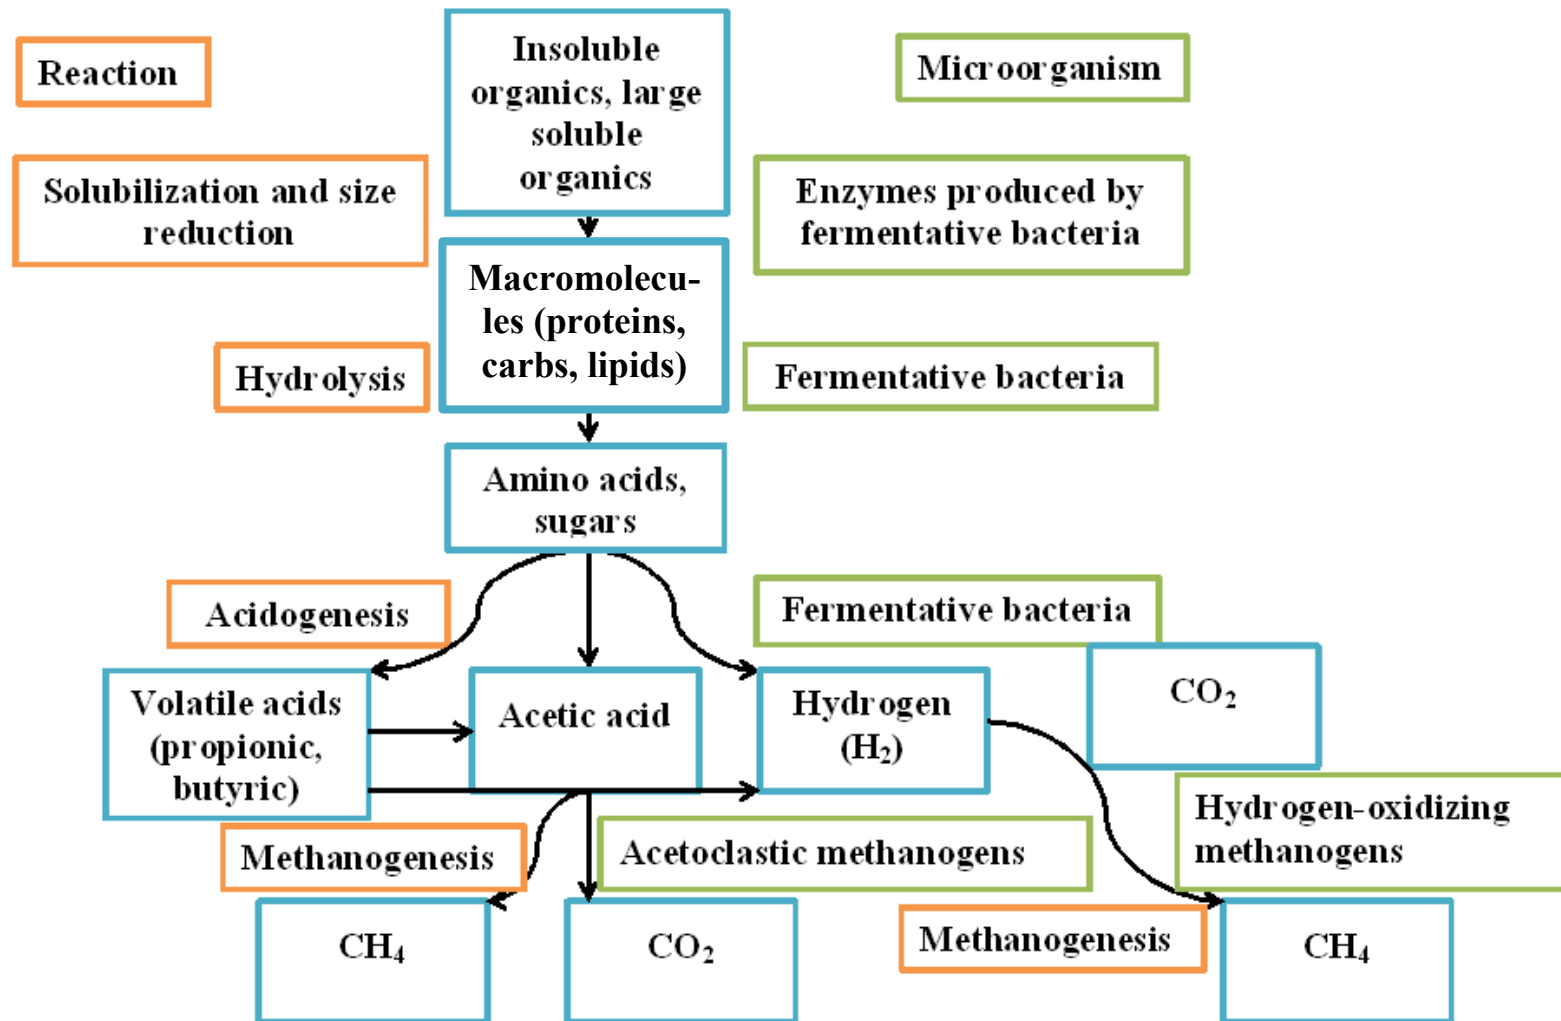 Reaction
Insoluble
organics, large
soluble
organics
Microorganism
Solubilization and size
reduction
Enzymes produced by
fermentative bacteria
Macromolecu-
les (proteins,
carbs, lipids)
Hydrolysis
Fermentative bacteria
Amino acids,
sugars
Acidogenesis
Fermentative bacteria
Volatile acids
(propionic,
butyric)
Acetic acid
Hydrogen
(H₂)
CO₂
Methanogenesis
Acetoclastic methanogens
Hydrogen-oxidizing
methanogens
CH₄
CO₂
Methanogenesis
CH₄